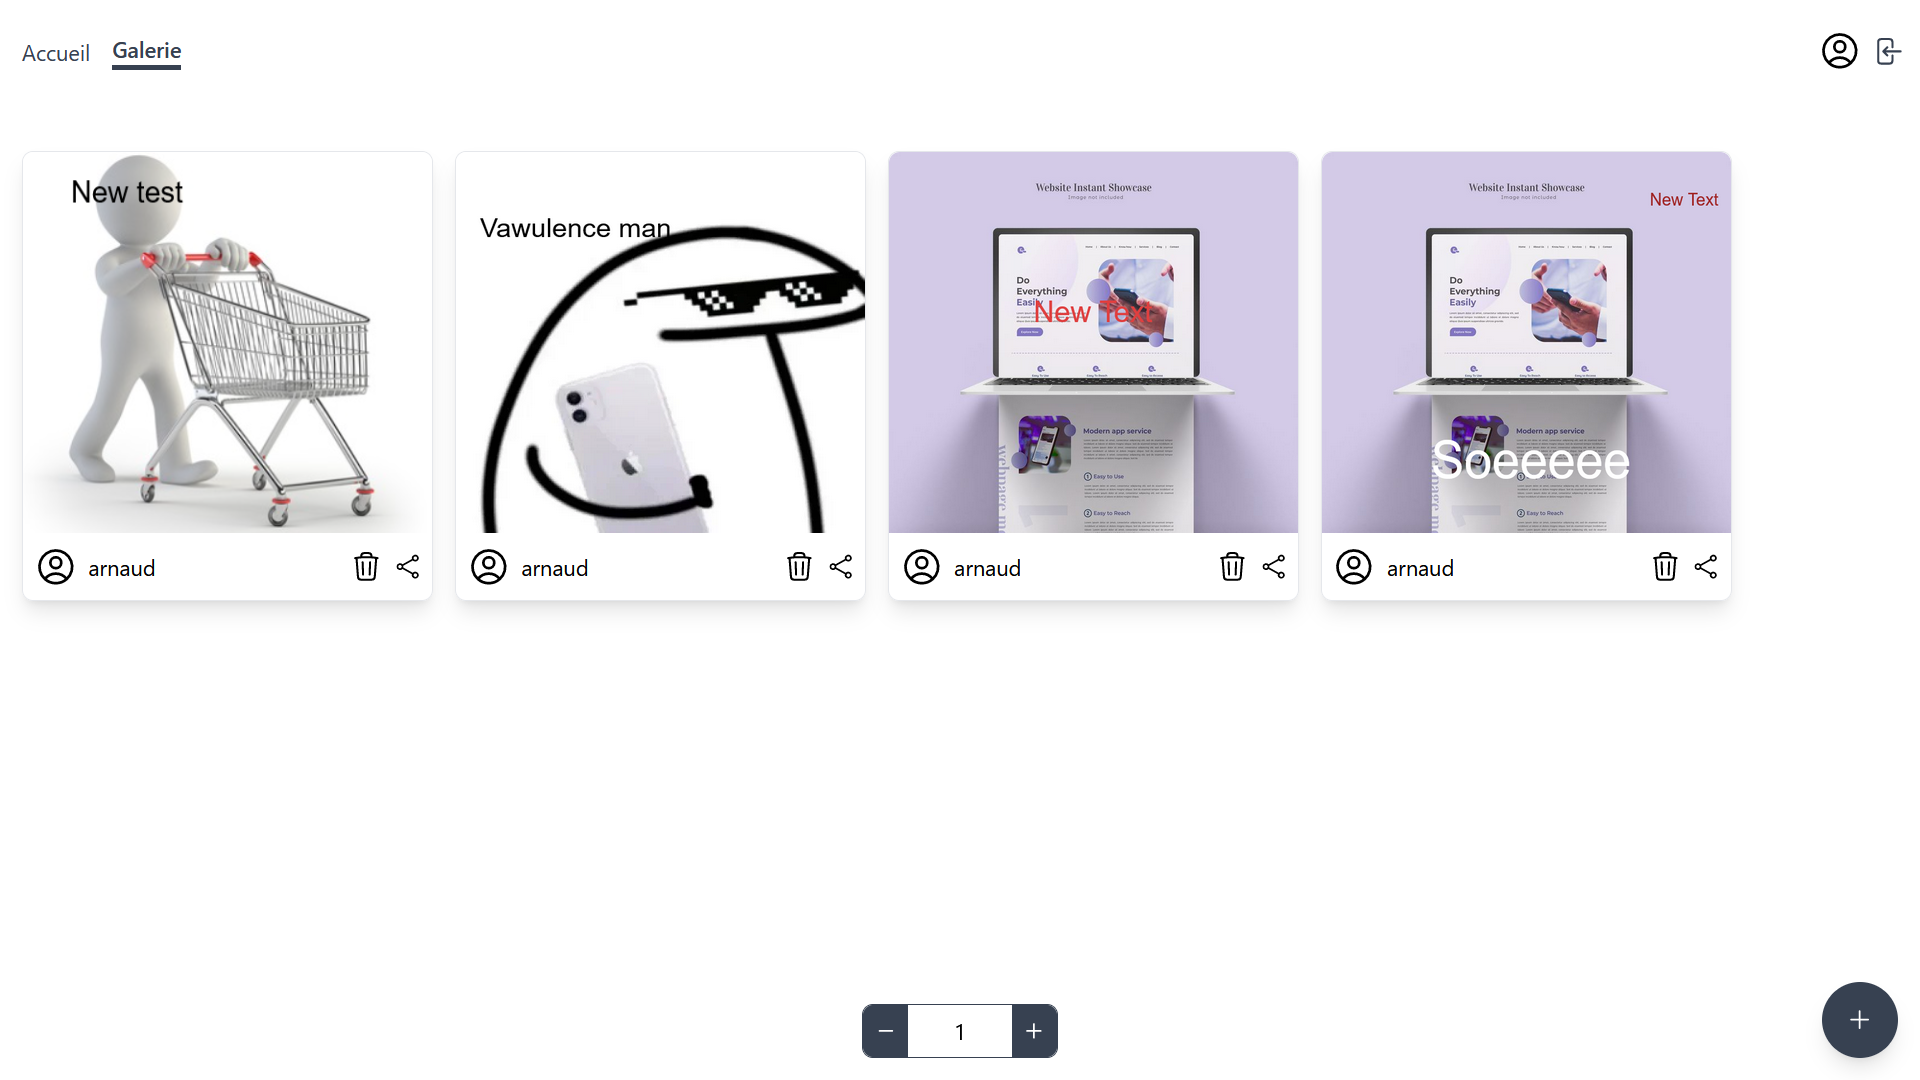 Accueil
Galerie
New test
arnaud
Vawulence man
arnaud
Website Instant Showcase
Image not included
Do
Everything
Easily
New Text
Modern app service
Easy to Use
Easy to Reach
arnaud
Website Instant Showcase
Image not included
New Text
Do
Everything
Easily
Modern app service
Soeeeee
Easy to Reach
arnaud
1